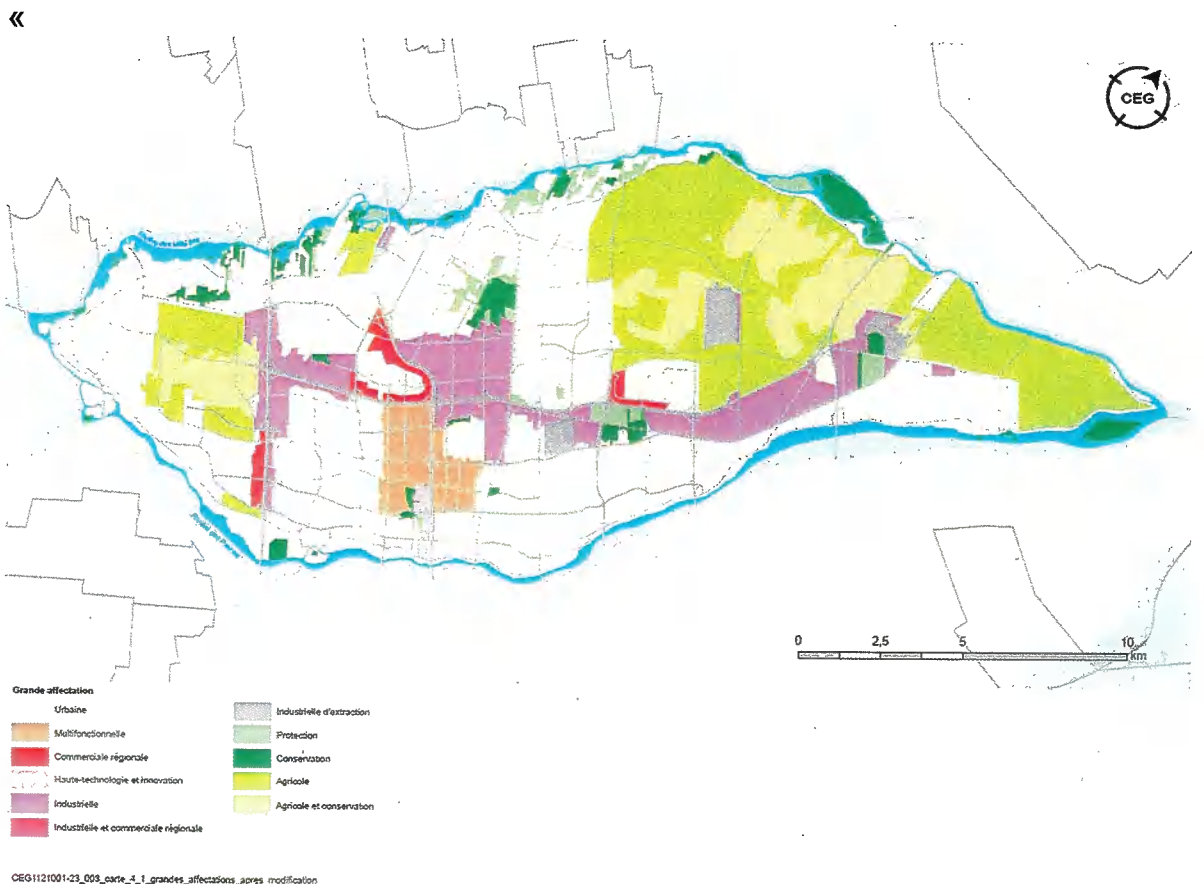 «
CEG
0 2,5 5 10
km
Grande affectation
Urbaine
Multifonctionnelle
Commerciale régionale
Haute-technologie et innovation
Industrielle
Industrielle et commerciale régionale
Industrielle d'extraction
Protection
Conservation
Agricole
Agricole et conservation
CEG1121001-23_003_carte_4_1_grandes_affectations_apres_modification